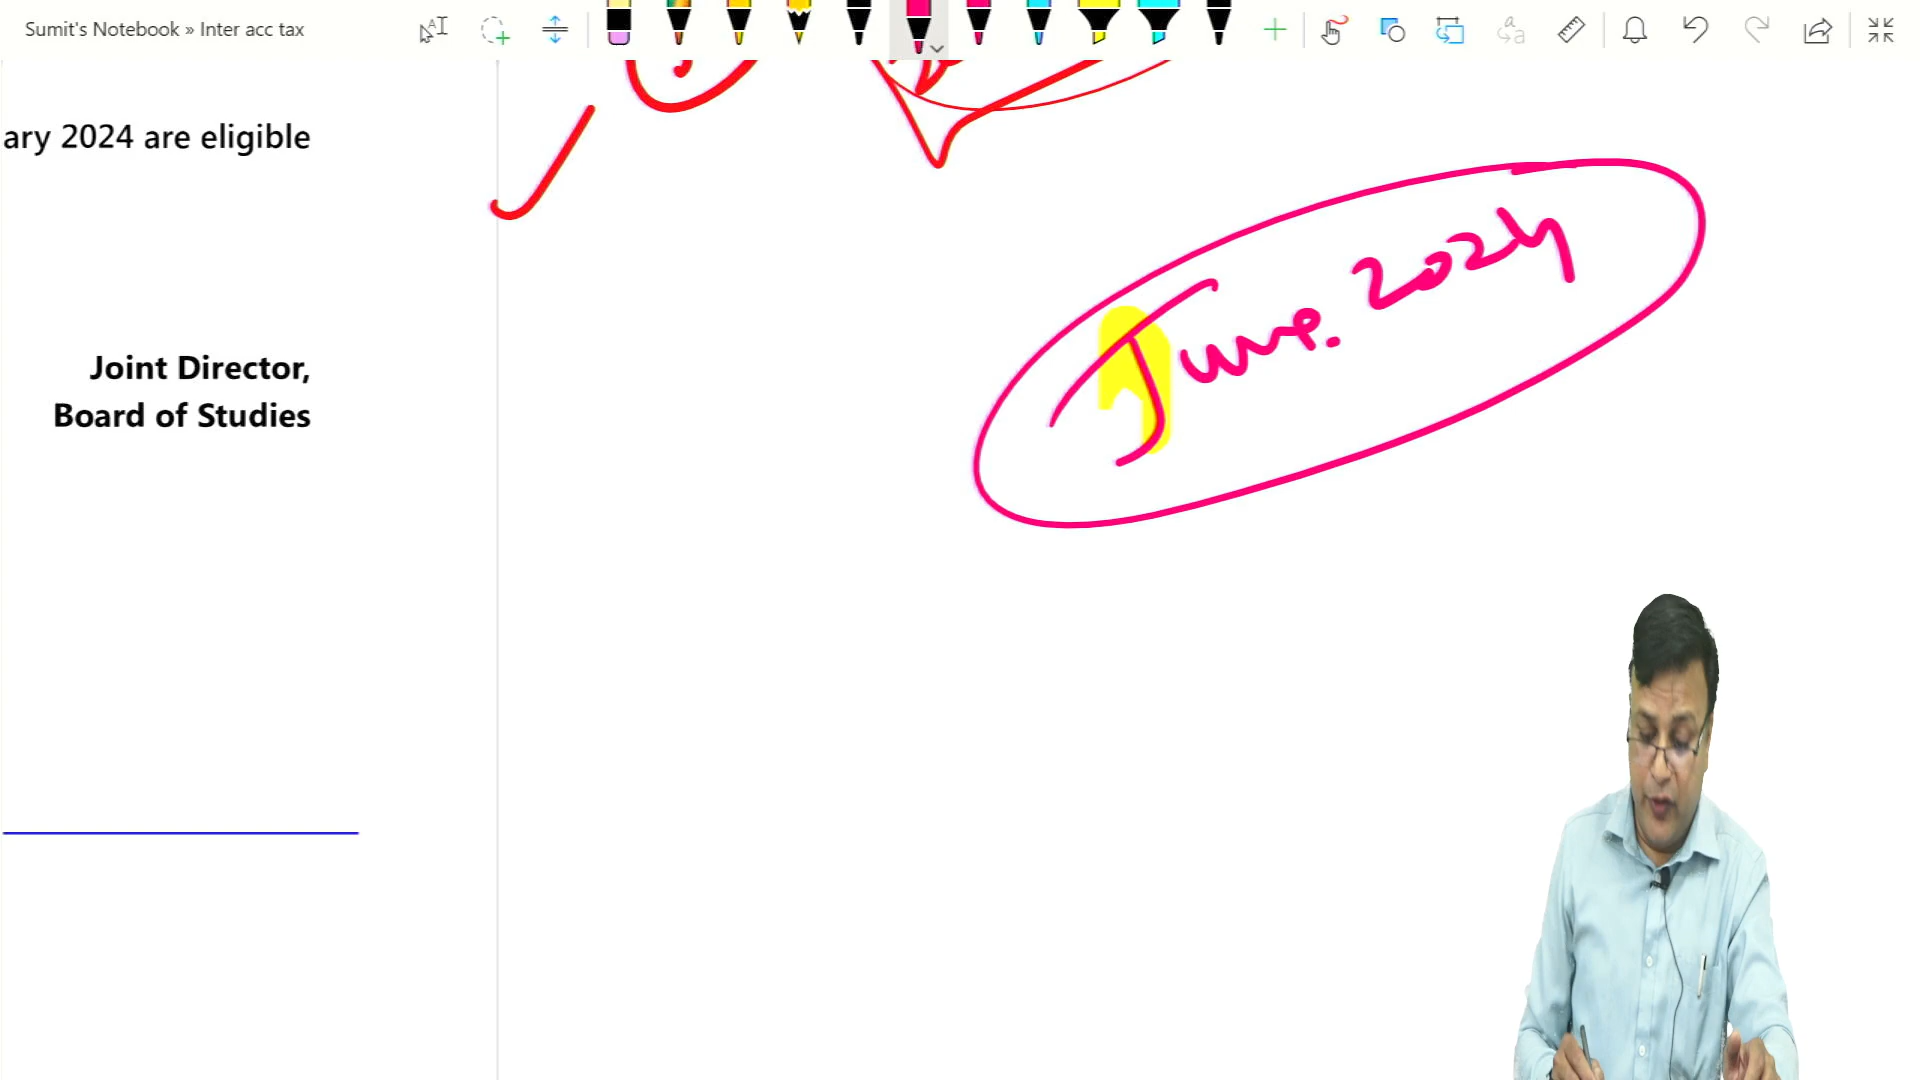 Sumit's Notebook » Inter acc tax
ary 2024 are eligible
June. 2024
Joint Director,
Board of Studies